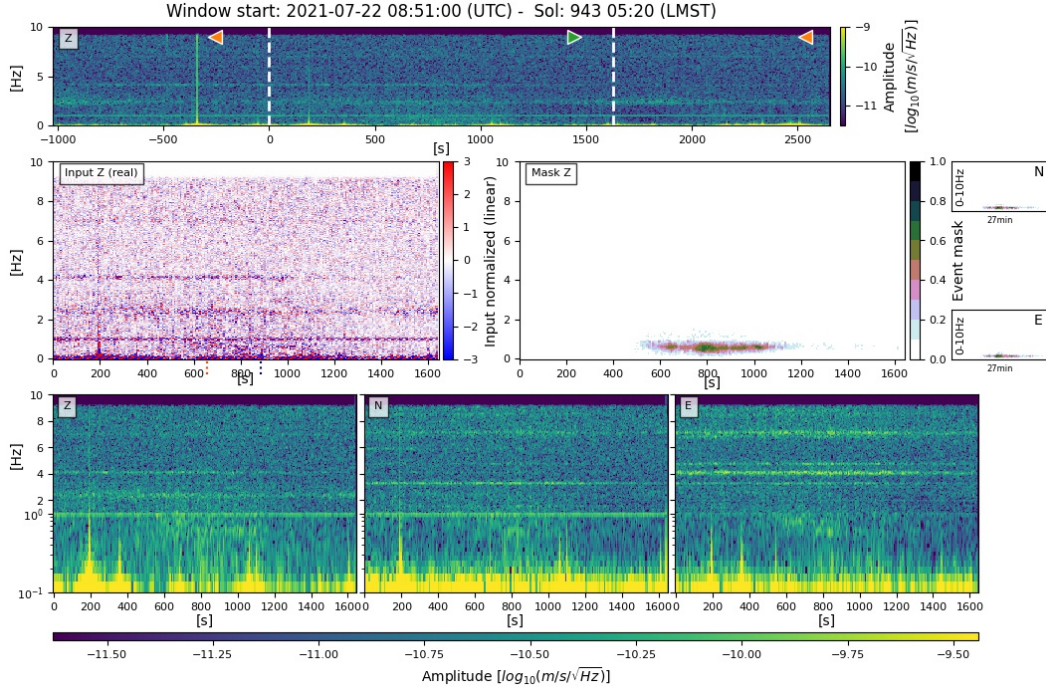 Window start: 2021-07-22 08:51:00 (UTC) - Sol: 943 05:20 (LMST)
Z
10
5
0
[Hz]
−1000 −500 0 500 1000 1500 2000 2500
[s]
−9
−10
−11
Amplitude
[log10(m/s/√Hz)]
Input Z (real)
10
8
6
4
2
0
[Hz]
0 200 400 600 800 1000 1200 1400 1600
[s]
3
2
1
0
−1
−2
−3
Input normalized (linear)
Mask Z
10
8
6
4
2
0
0 200 400 600 800 1000 1200 1400 1600
[s]
1.0
0.8
0.6
0.4
0.2
0.0
Event mask
N
0-10Hz
27min
E
0-10Hz
27min
Z
N
E
10
8
6
4
2
10^0
10^−1
[Hz]
0 200 400 600 800 1000 1200 1400 1600
[s]
0 200 400 600 800 1000 1200 1400 1600
[s]
0 200 400 600 800 1000 1200 1400 1600
[s]
−11.50 −11.25 −11.00 −10.75 −10.50 −10.25 −10.00 −9.75 −9.50
Amplitude [log10(m/s/√Hz)]